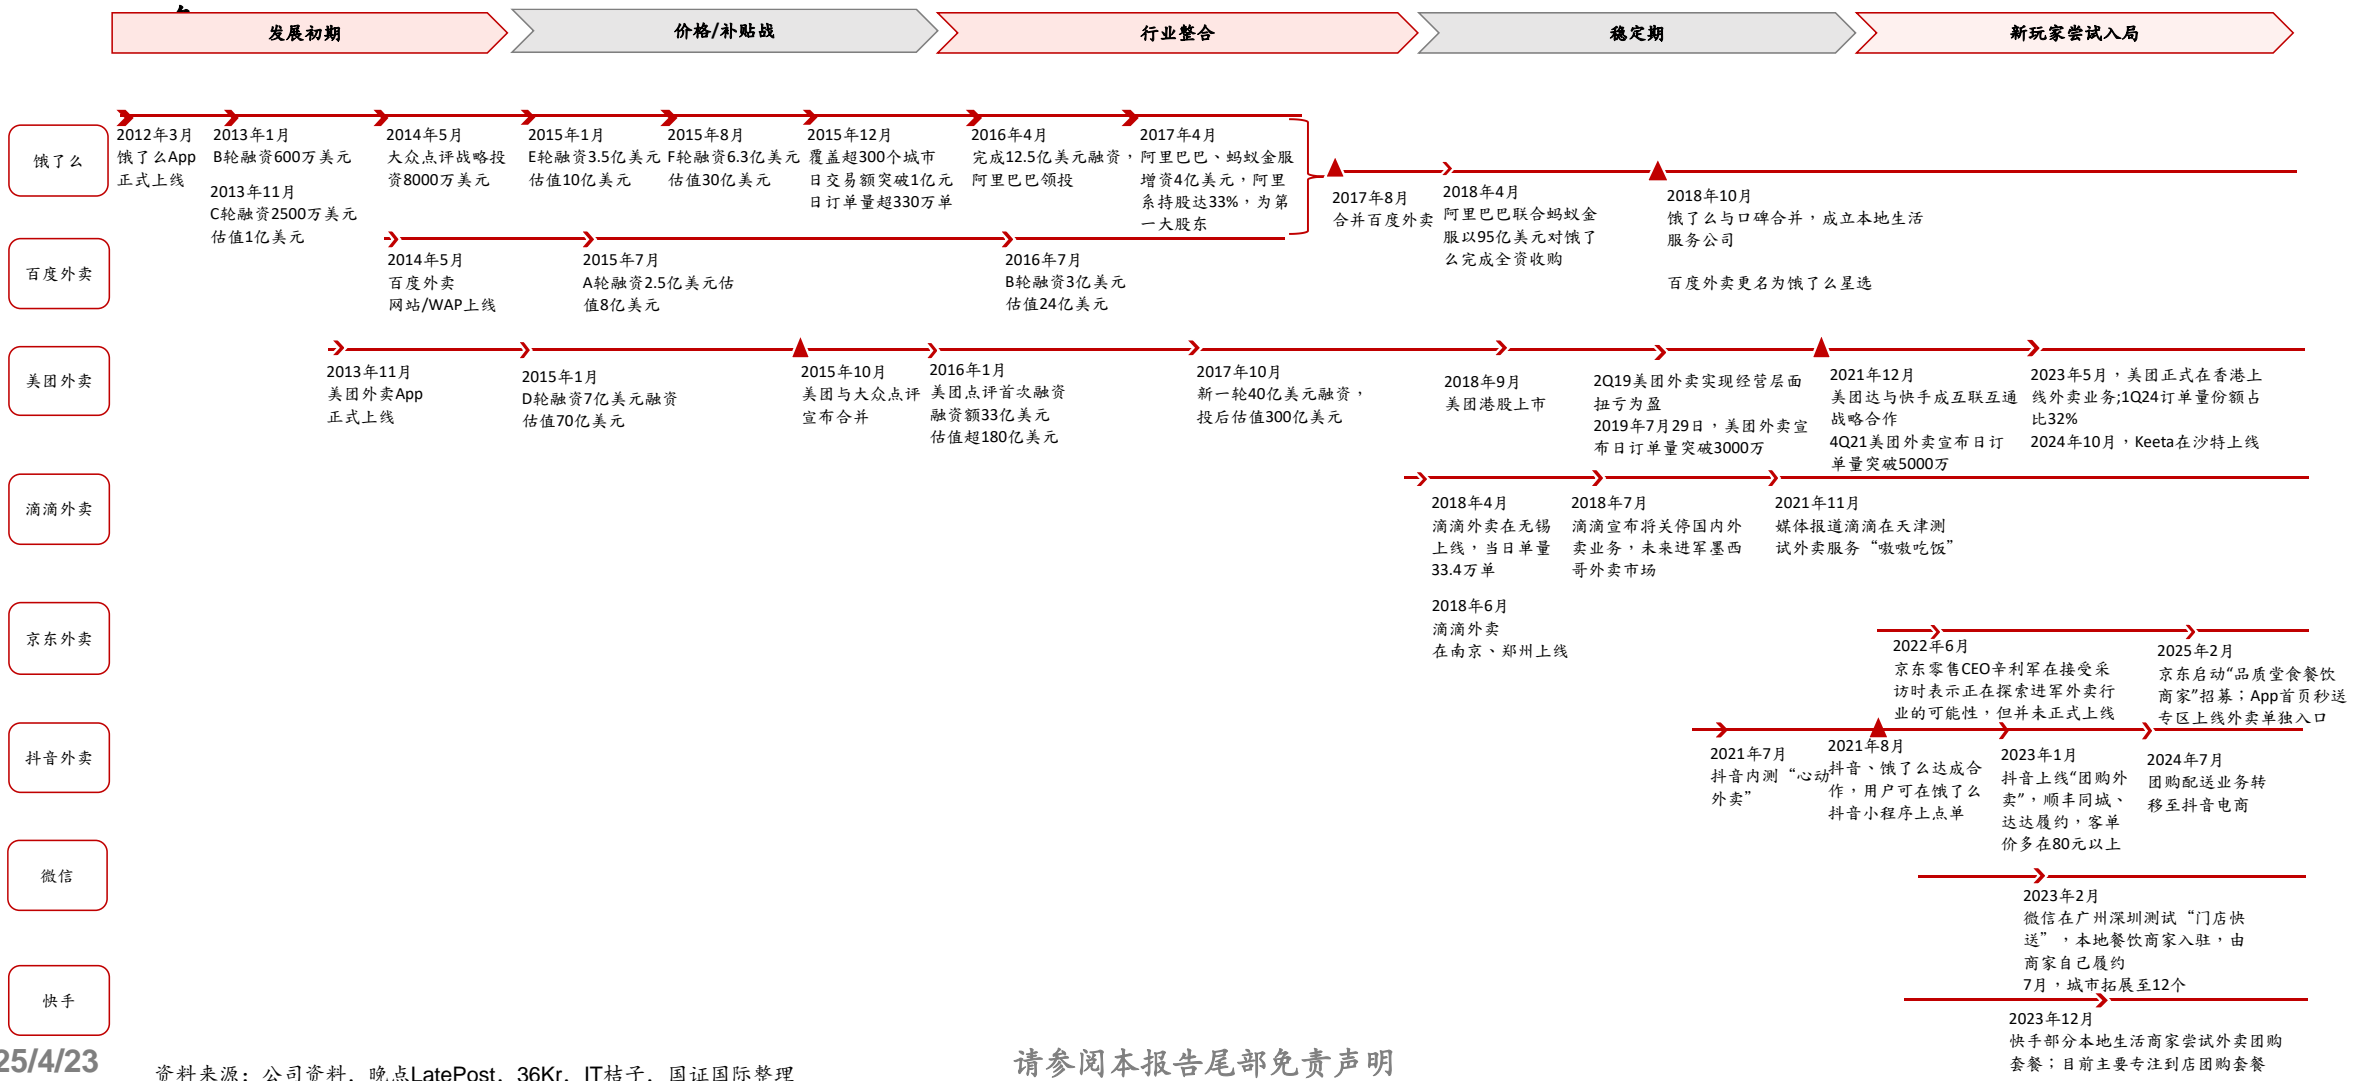 发展初期
价格/补贴战
行业整合
稳定期
新玩家尝试入局
饿了么
2012年3月
饿了么App
正式上线
2013年1月
B轮融资600万美元
2013年11月
C轮融资2500万美元
估值1亿美元
2014年5月
大众点评战略投
资8000万美元
2015年1月
E轮融资3.5亿美元
估值10亿美元
2015年8月
F轮融资6.3亿美元
估值30亿美元
2015年12月
覆盖超300个城市
日交易额突破1亿元
日订单量超330万单
2016年4月
完成12.5亿美元融资，
阿里巴巴领投
2017年4月
阿里巴巴、蚂蚁金服
增资4亿美元，阿里
系持股达33%，为第
一大股东
2017年8月
合并百度外卖
2018年4月
阿里巴巴联合蚂蚁金
服以95亿美元对饿了
么完成全资收购
2018年10月
饿了么与口碑合并，成立本地生活
服务公司
百度外卖更名为饿了么星选
百度外卖
2014年5月
百度外卖
网站/WAP上线
2015年7月
A轮融资2.5亿美元估
值8亿美元
2016年7月
B轮融资3亿美元
估值24亿美元
美团外卖
2013年11月
美团外卖App
正式上线
2015年1月
D轮融资7亿美元融资
估值70亿美元
2015年10月
美团与大众点评
宣布合并
2016年1月
美团点评首次融资
融资额33亿美元
估值超180亿美元
2017年10月
新一轮40亿美元融资，
投后估值300亿美元
2018年9月
美团港股上市
2Q19美团外卖实现经营层面
扭亏为盈
2019年7月29日，美团外卖宣
布日订单量突破3000万
2021年12月
美团达与快手成互联互通
战略合作
4Q21美团外卖宣布日订
单量突破5000万
2023年5月，美团正式在香港上
线外卖业务;1Q24订单量份额占
比32%
2024年10月，Keeta在沙特上线
滴滴外卖
2018年4月
滴滴外卖在无锡
上线，当日单量
33.4万单
2018年6月
滴滴外卖
在南京、郑州上线
2018年7月
滴滴宣布将关停国内外
卖业务，未来进军墨西
哥外卖市场
2021年11月
媒体报道滴滴在天津测
试外卖服务“嗷嗷吃饭”
京东外卖
2022年6月
京东零售CEO辛利军在接受采
访时表示正在探索进军外卖行
业的可能性，但并未正式上线
2025年2月
京东启动“品质堂食餐饮
商家”招募；App首页秒送
专区上线外卖单独入口
抖音外卖
2021年7月
抖音内测“心动
外卖”
2021年8月
抖音、饿了么达成合
作，用户可在饿了么
抖音小程序上点单
2023年1月
抖音上线“团购外
卖”，顺丰同城、
达达履约，客单
价多在80元以上
2024年7月
团购配送业务转
移至抖音电商
微信
2023年2月
微信在广州深圳测试“门店快
送”，本地餐饮商家入驻，由
商家自己履约
7月，城市拓展至12个
快手
2023年12月
快手部分本地生活商家尝试外卖团购
套餐；目前主要专注到店团购套餐
25/4/23
资料来源：公司资料，晚点LatePost，36Kr，IT桔子，国证国际整理
请参阅本报告尾部免责声明